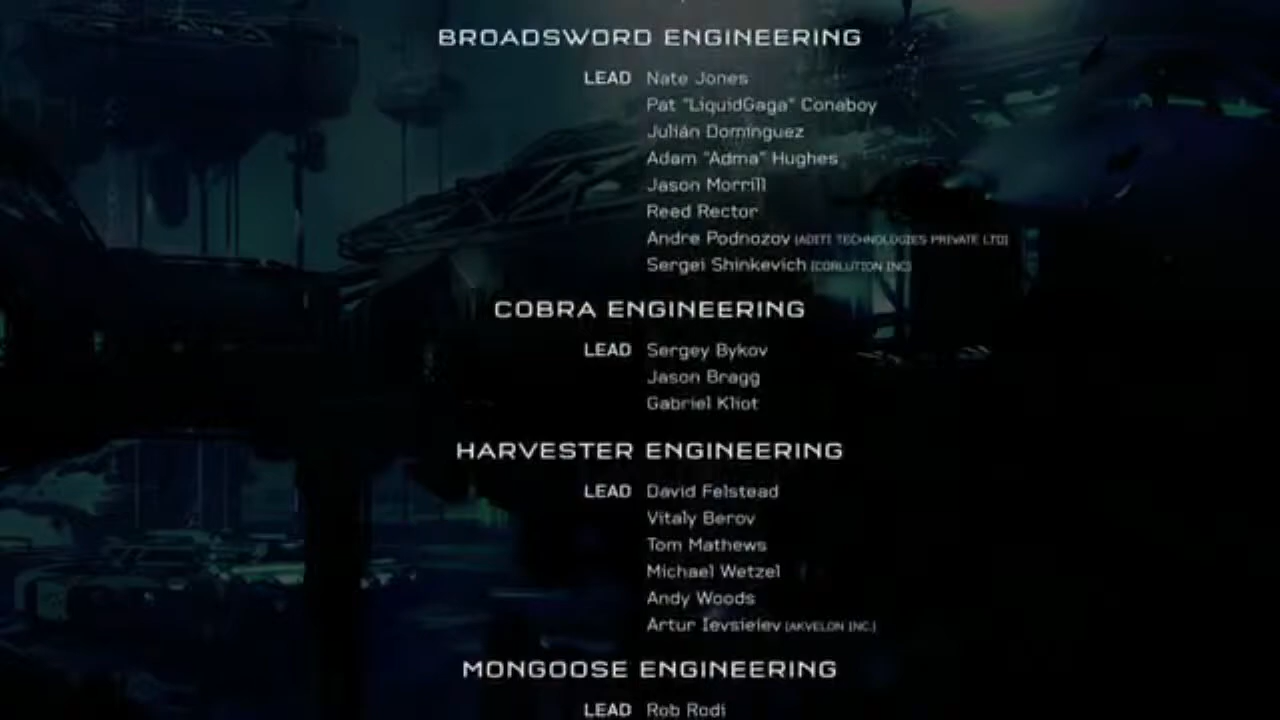 BROADSWORD ENGINEERING
LEAD Nate Jones
Pat "LiquidGaga" Conaboy
Julián Dominguez
Adam "Adma" Hughes
Jason Morrill
Reed Rector
Andre Podnozov [ADITI TECHNOLOGIES PRIVATE LTD]
Sergei Shinkevich [CORLUTION INC]
COBRA ENGINEERING
LEAD Sergey Bykov
Jason Bragg
Gabriel Kliot
HARVESTER ENGINEERING
LEAD David Felstead
Vitaly Berov
Tom Mathews
Michael Wetzel
Andy Woods
Artur Ievsielev [AKVELON INC.]
MONGOOSE ENGINEERING
LEAD Rob Rodi